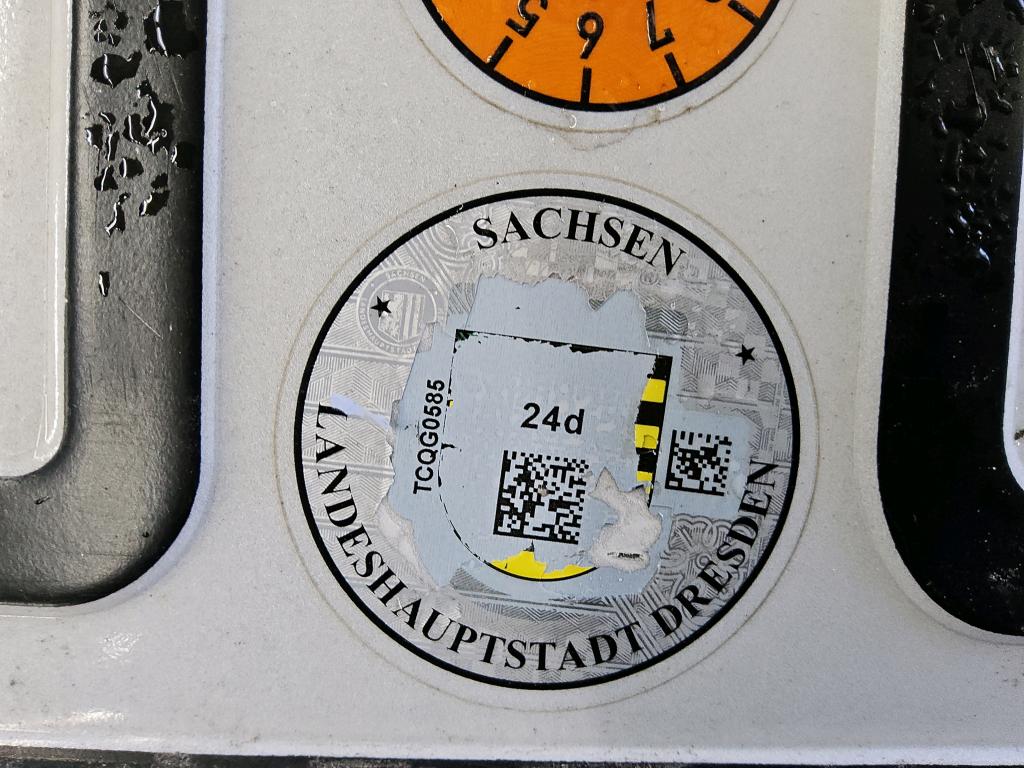 5 6 7
SACHSEN
24d
TCQG0585
LANDESHAUPTSTADT DRESDEN